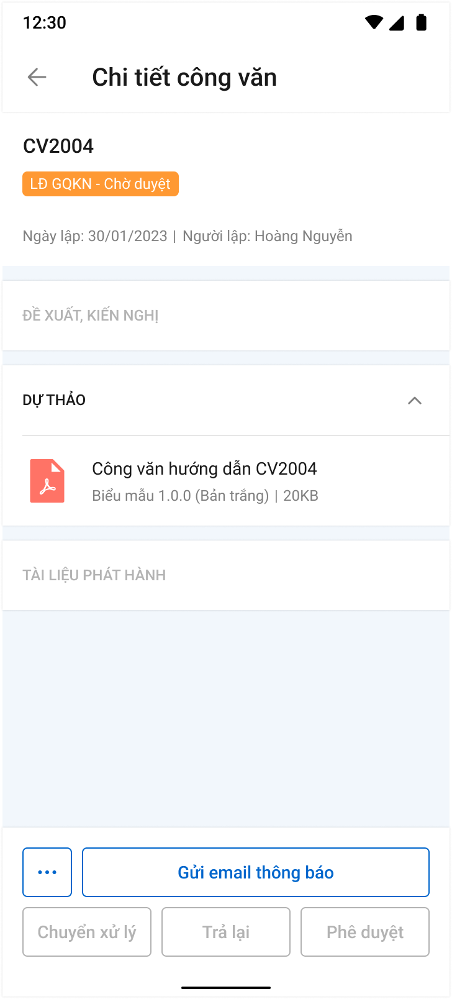 12:30
Chi tiết công văn
CV2004
LĐ GQKN - Chờ duyệt
Ngày lập: 30/01/2023 | Người lập: Hoàng Nguyễn
ĐỀ XUẤT, KIẾN NGHỊ
DỰ THẢO
Công văn hướng dẫn CV2004
Biểu mẫu 1.0.0 (Bản trắng) | 20KB
TÀI LIỆU PHÁT HÀNH
Gửi email thông báo
Chuyển xử lý
Trả lại
Phê duyệt